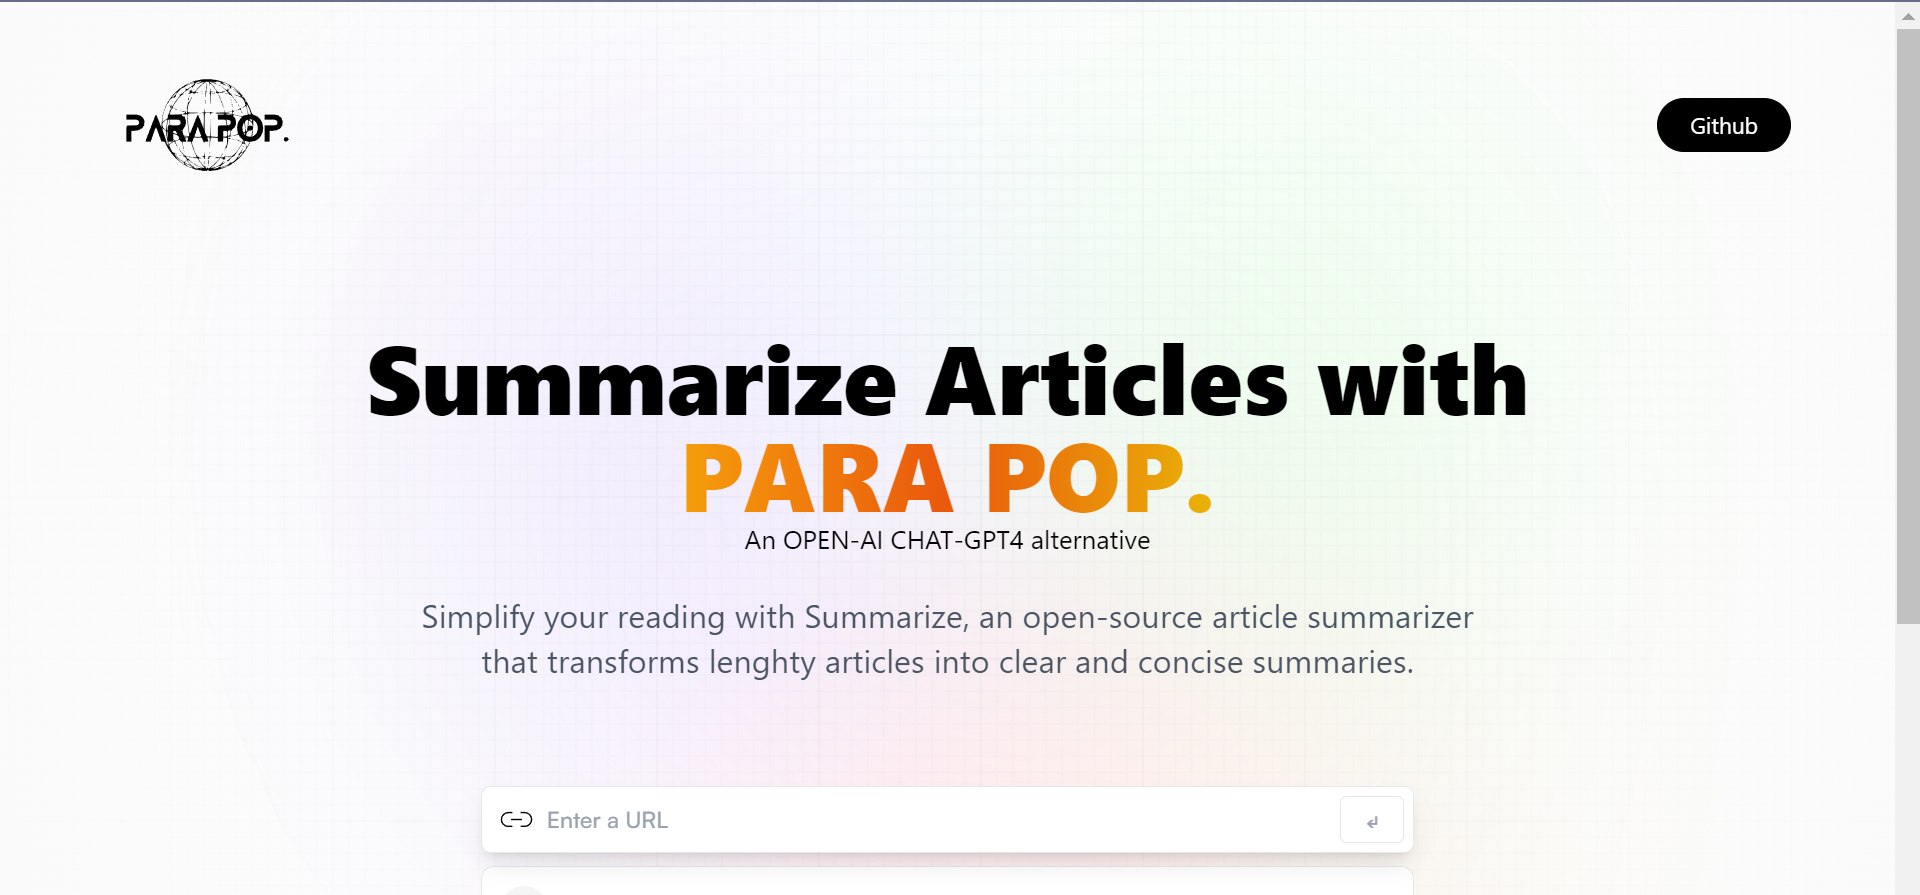 PARA POP.
Github
Summarize Articles with
PARA POP.
An OPEN-AI CHAT-GPT4 alternative
Simplify your reading with Summarize, an open-source article summarizer
that transforms lenghty articles into clear and concise summaries.
Enter a URL